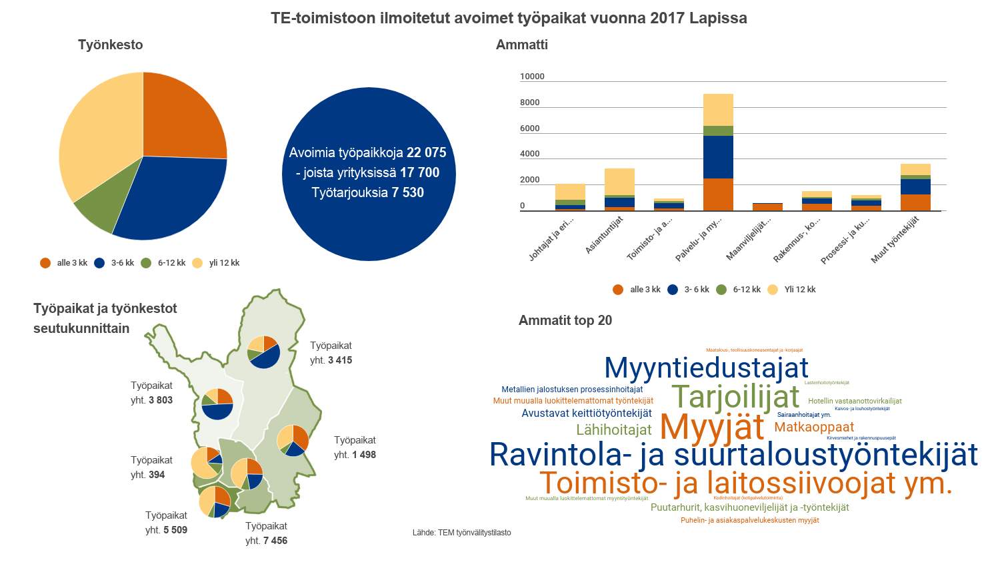 TE-toimistoon ilmoitetut avoimet työpaikat vuonna 2017 Lapissa
Työnkesto
alle 3 kk 3-6 kk 6-12 kk yli 12 kk
Avoimia työpaikkoja 22 075
- joista yrityksissä 17 700
Työtarjouksia 7 530
Ammatti
10000
8000
6000
4000
2000
0
Johtajat ja eri...
Asiantuntijat
Toimisto- ja a...
Palvelu- ja my...
Maanviljelijät...
Rakennus-, ko...
Prosessi- ja ku...
Muut työntekijät
alle 3 kk 3- 6 kk 6-12 kk Yli 12 kk
Työpaikat ja työnkestot
seutukunnittain
Työpaikat
yht. 3 415
Työpaikat
yht. 3 803
Työpaikat
yht. 1 498
Työpaikat
yht. 394
Työpaikat
yht. 5 509
Työpaikat
yht. 7 456
Lähde: TEM työnvälitystilasto
Ammatit top 20
Maatalous-, teollisuuskoneasentajat ja -korjaajat
Myyntiedustajat
Lastenhoitotyöntekijät
Metallien jalostuksen prosessinhoitajat
Tarjoilijat
Muut muualla luokittelemattomat työntekijät
Hotellin vastaanottovirkailijat
Kaivos- ja louhostyöntekijät
Avustavat keittiötyöntekijät
Sairaanhoitajat ym.
Lähihoitajat
Myyjät
Matkaoppaat
Kirvesmiehet ja rakennuspuusepät
Ravintola- ja suurtaloustyöntekijät
Toimisto- ja laitossiivoojat ym.
Muut muualla luokittelemattomat myyntityöntekijät
Kodinhoitajat (kotipalvelutoiminta)
Puutarhurit, kasvihuoneviljelijät ja -työntekijät
Puhelin- ja asiakaspalvelukeskusten myyjät